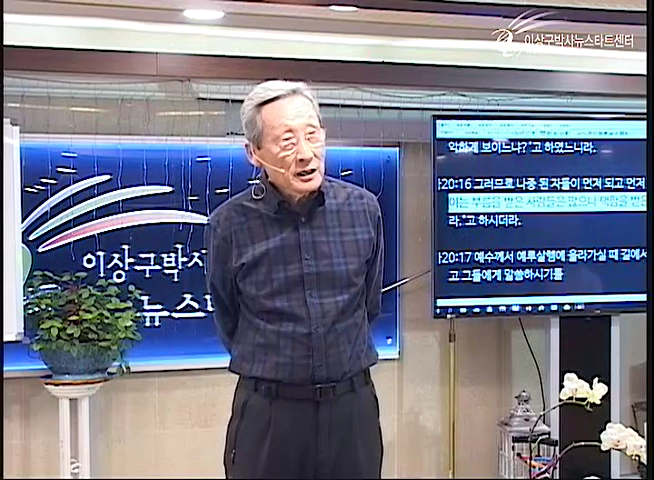 이상구박사뉴스타트센터
악하게 보이느냐?"고 하였느니라.
20:16 그러므로 나중 된 자들이 먼저 되고 먼저
이는 부름을 받은 사람들은 많으나 택함을 받은
라."고 하시더라.
20:17 예수께서 예루살렘에 올라가실 때 길에서
고 그들에게 말씀하시기를
이상구박사
뉴스